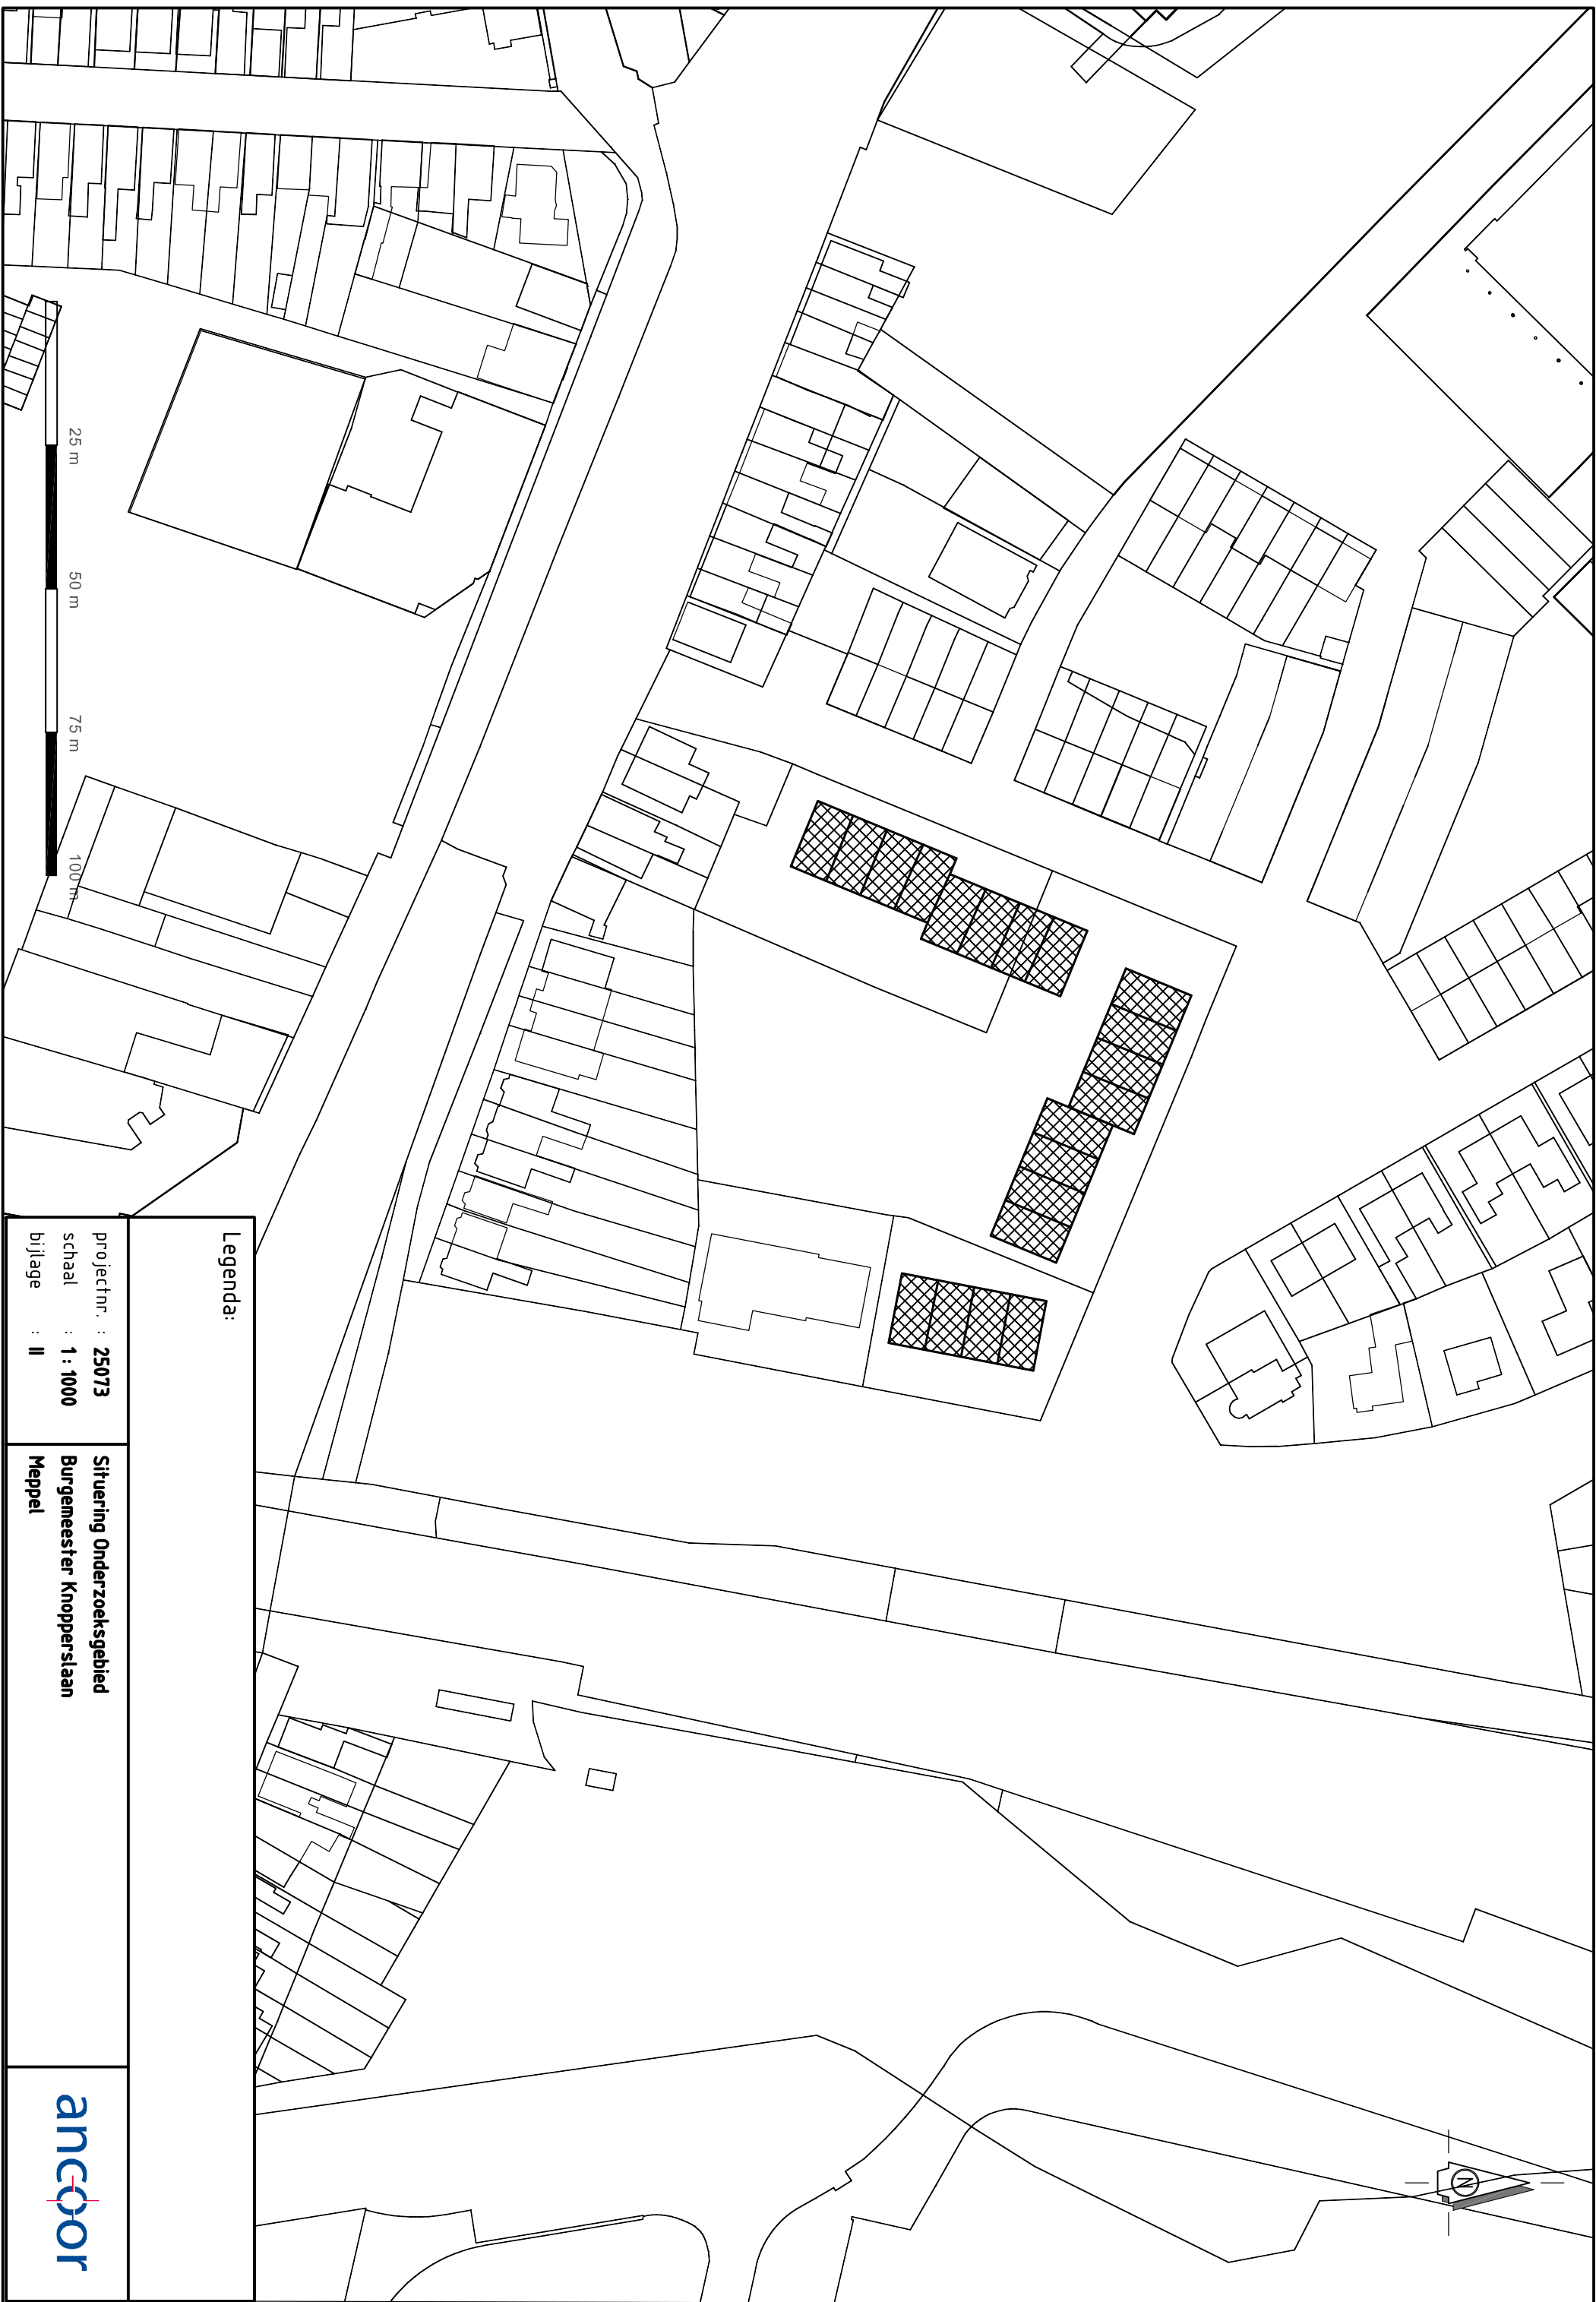 N
25 m
50 m
75 m
100 m
Legenda:
projectnr. : 25073
schaal : 1 : 1000
bijlage : II
Situering Onderzoeksgebied
Burgemeester Knopperslaan
Meppel
ancoor